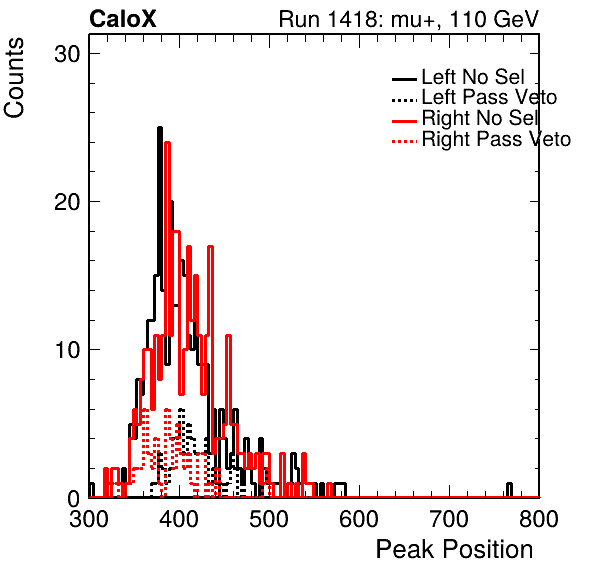 CaloX Run 1418: mu+, 110 GeV
Counts
30
20
10
0
Left No Sel
Left Pass Veto
Right No Sel
Right Pass Veto
300 400 500 600 700 800
Peak Position